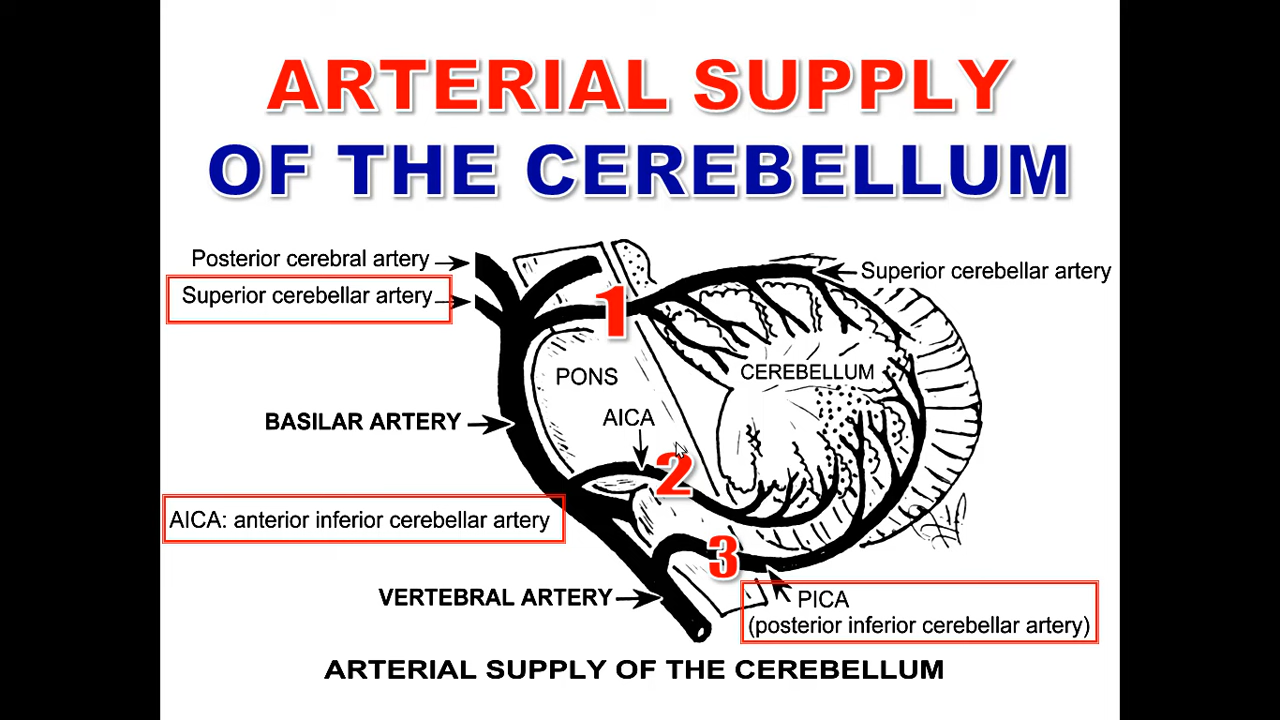 ARTERIAL SUPPLY
OF THE CEREBELLUM
Posterior cerebral artery
Superior cerebellar artery
Superior cerebellar artery
1
PONS
CEREBELLUM
AICA
BASILAR ARTERY
2
AICA: anterior inferior cerebellar artery
3
VERTEBRAL ARTERY
PICA
(posterior inferior cerebellar artery)
ARTERIAL SUPPLY OF THE CEREBELLUM